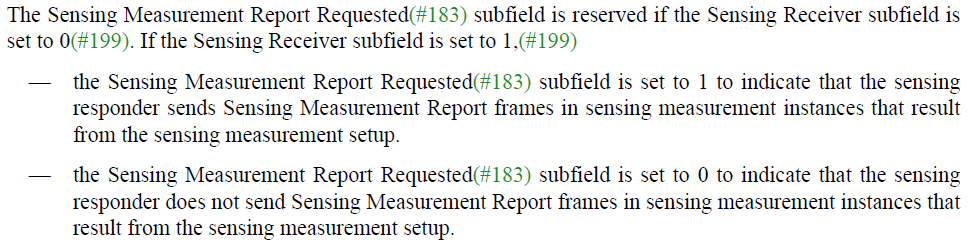 The Sensing Measurement Report Requested(#183) subfield is reserved if the Sensing Receiver subfield is
set to 0(#199). If the Sensing Receiver subfield is set to 1,(#199)
— the Sensing Measurement Report Requested(#183) subfield is set to 1 to indicate that the sensing
responder sends Sensing Measurement Report frames in sensing measurement instances that result
from the sensing measurement setup.
— the Sensing Measurement Report Requested(#183) subfield is set to 0 to indicate that the sensing
responder does not send Sensing Measurement Report frames in sensing measurement instances that
result from the sensing measurement setup.